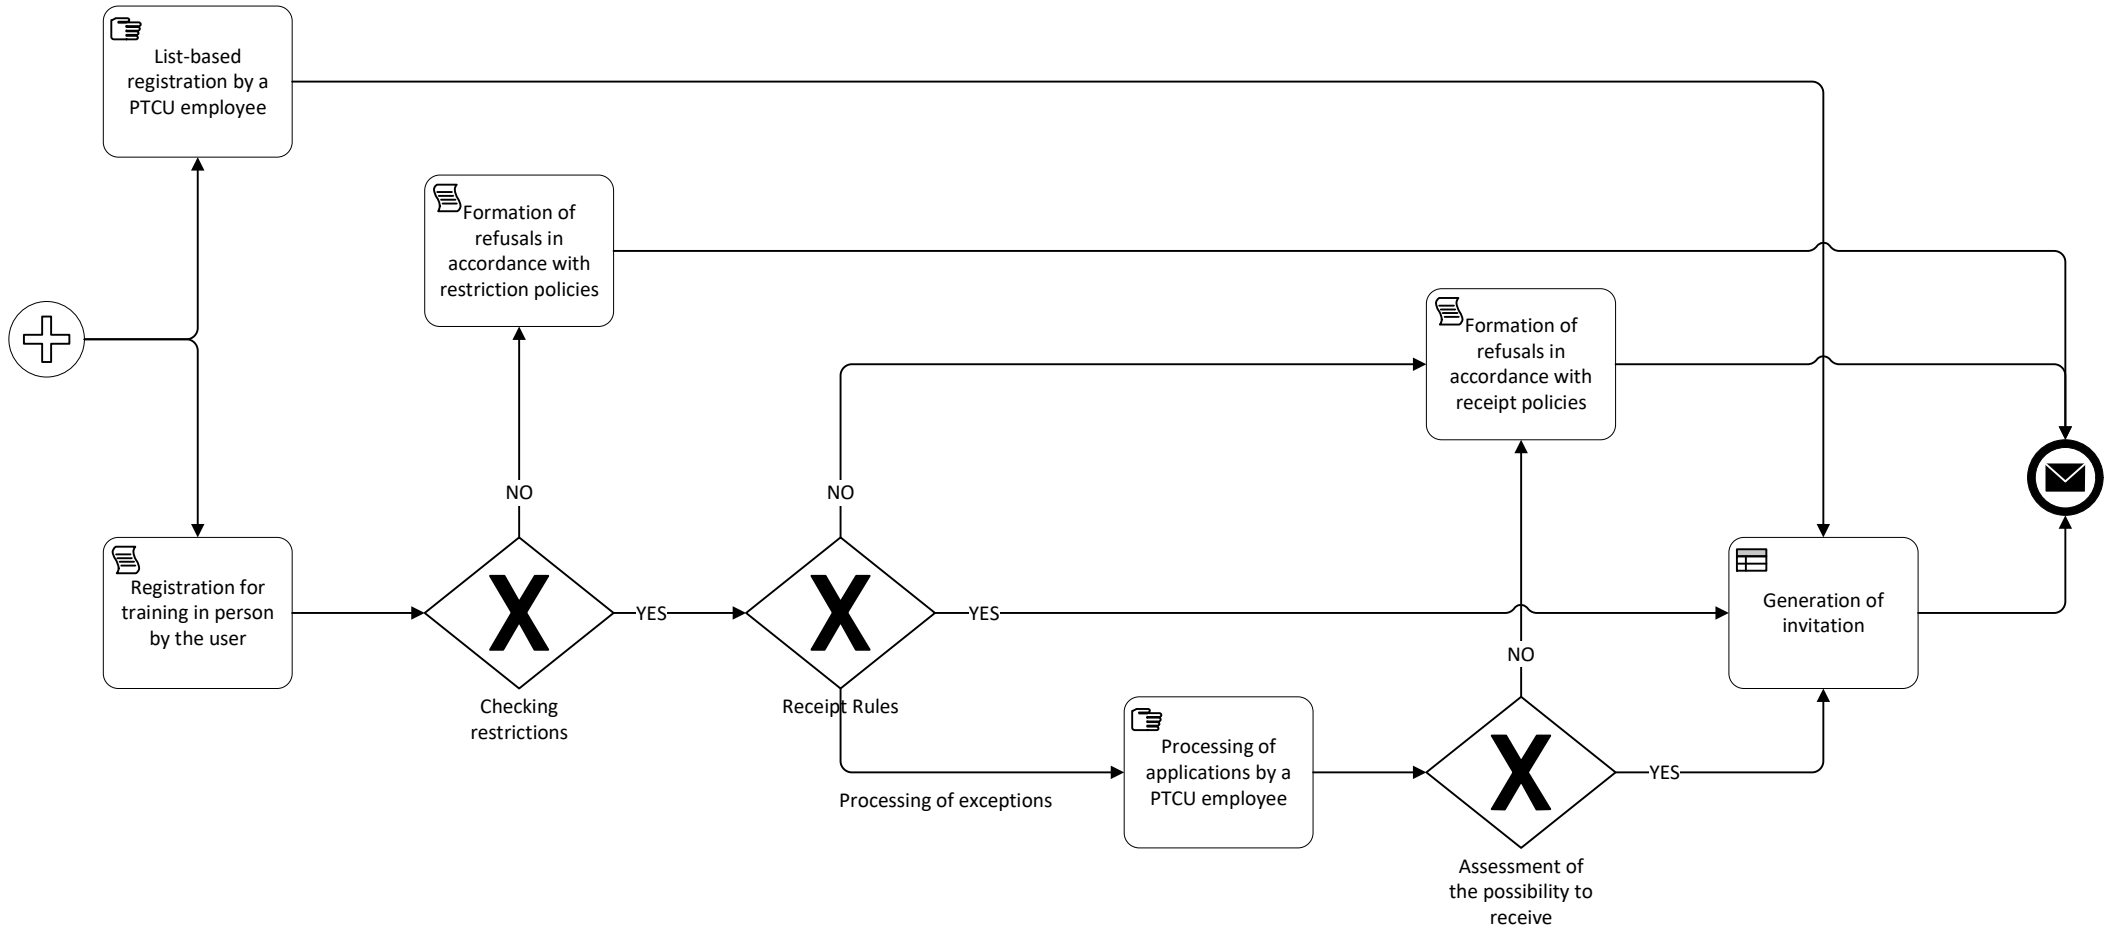 List-based
registration by a
PTCU employee
Formation of
refusals in
accordance with
restriction policies
Formation of
refusals in
accordance with
receipt policies
NO
NO
Registration for
training in person
by the user
YES
YES
Generation of
invitation
NO
Checking
restrictions
Receipt Rules
Processing of
applications by a
PTCU employee
YES
Processing of exceptions
Assessment of
the possibility to
receive